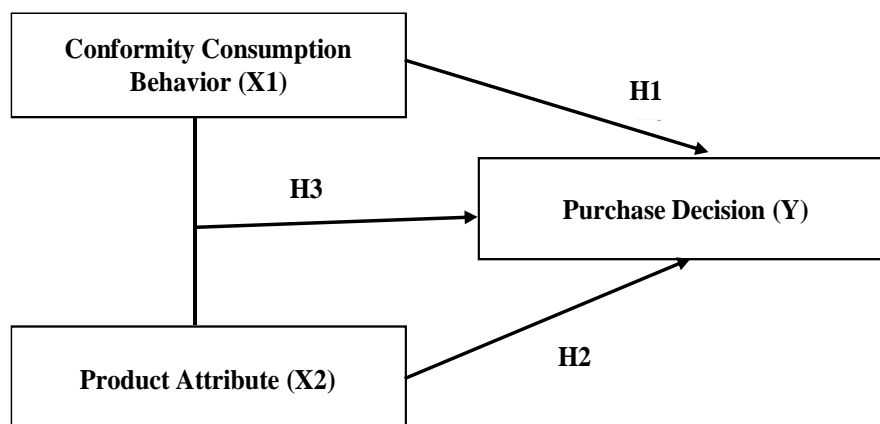 Conformity Consumption
Behavior (X1)
H1
H3
Purchase Decision (Y)
H2
Product Attribute (X2)